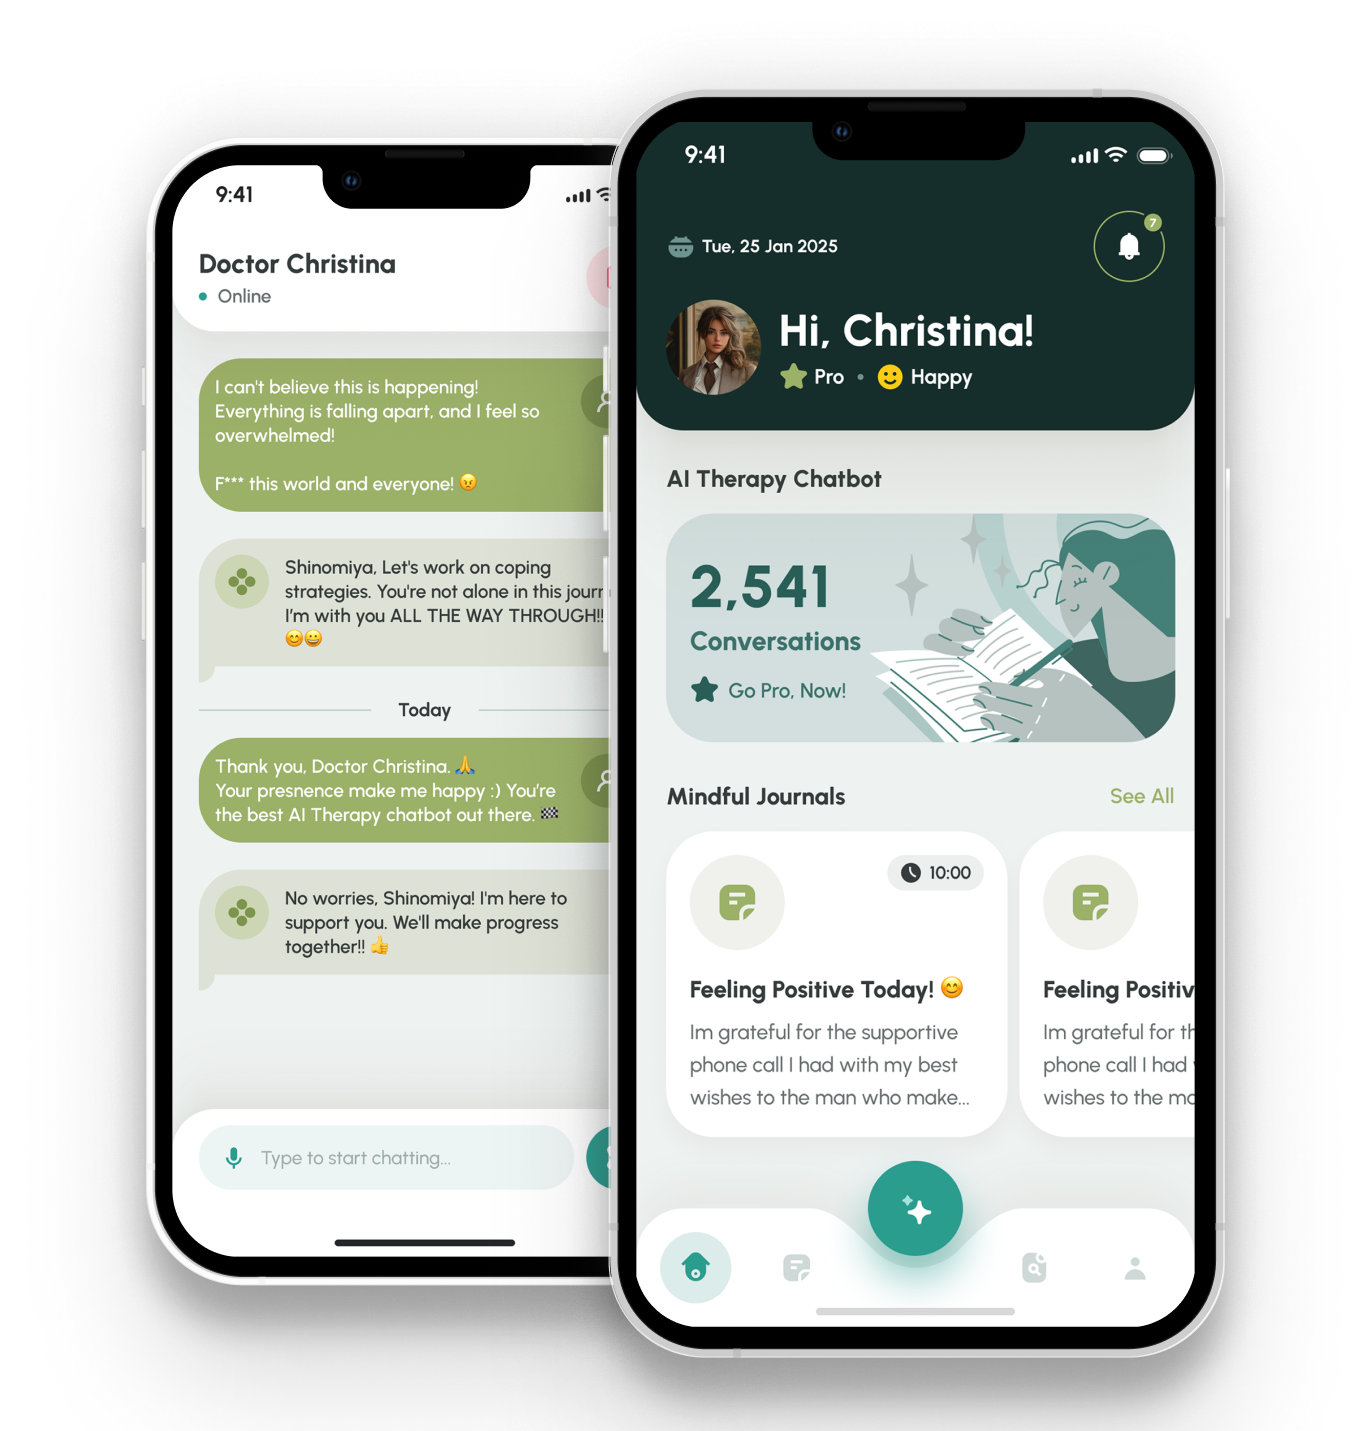 9:41
Doctor Christina
Online
I can't believe this is happening!
Everything is falling apart, and I feel so
overwhelmed!
F*** this world and everyone! 😠
Shinomiya, Let's work on coping
strategies. You're not alone in this journ
I'm with you ALL THE WAY THROUGH!!
😊😀
Today
Thank you, Doctor Christina. 🙏
Your presnence make me happy :) You're
the best AI Therapy chatbot out there. 🏁
No worries, Shinomiya! I'm here to
support you. We'll make progress
together!! 👍
Type to start chatting...
9:41
Tue, 25 Jan 2025
7
Hi, Christina!
Pro • Happy
AI Therapy Chatbot
2,541
Conversations
Go Pro, Now!
Mindful Journals
See All
10:00
Feeling Positive Today! 😊
Im grateful for the supportive
phone call I had with my best
wishes to the man who make...
Feeling Positiv
Im grateful for th
phone call I had
wishes to the ma